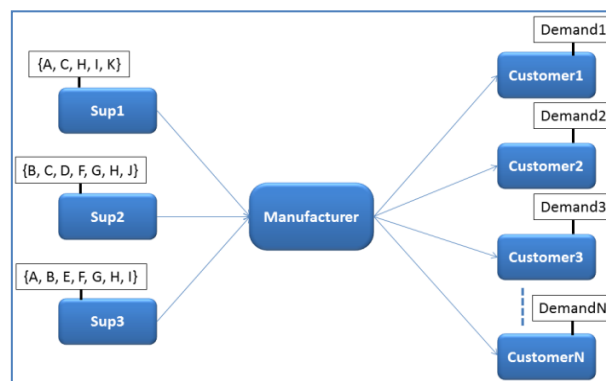 {A, C, H, I, K}
Sup1
{B, C, D, F, G, H, J}
Sup2
{A, B, E, F, G, H, I}
Sup3
Manufacturer
Demand1
Customer1
Demand2
Customer2
Demand3
Customer3
DemandN
CustomerN